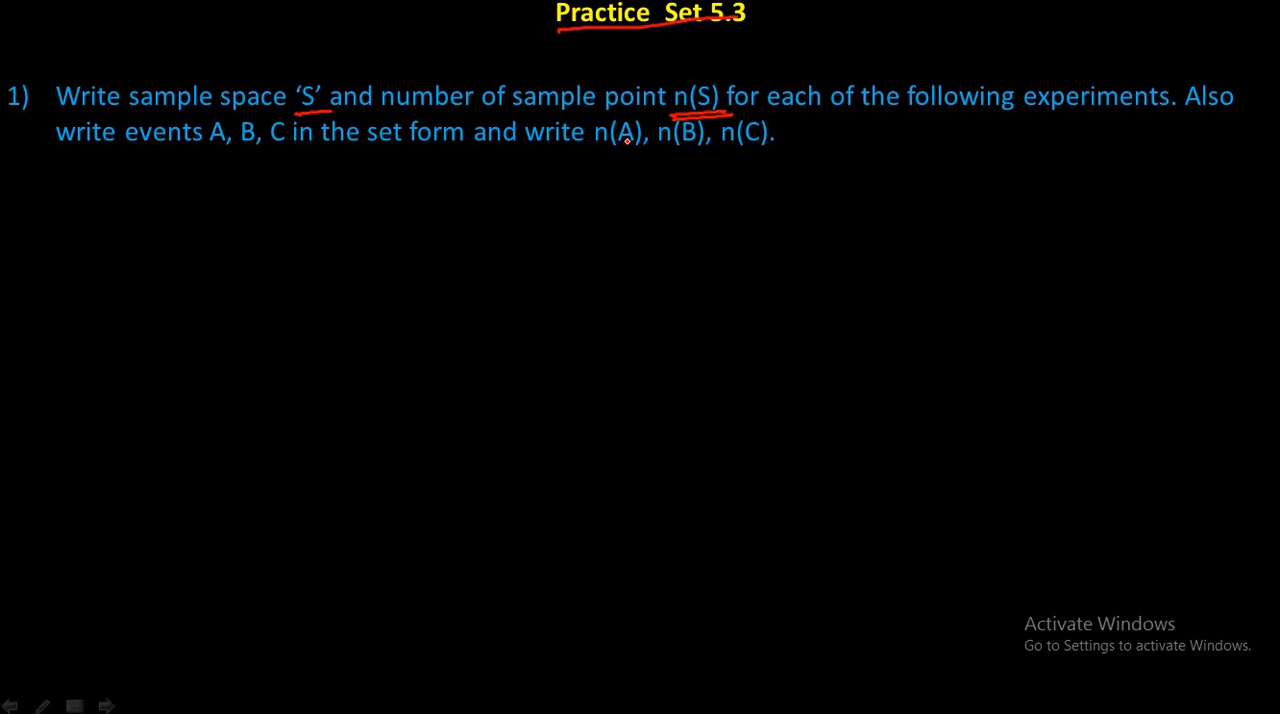 Practice Set 5.3
1) Write sample space ‘S’ and number of sample point n(S) for each of the following experiments. Also
write events A, B, C in the set form and write n(A), n(B), n(C).
Activate Windows
Go to Settings to activate Windows.